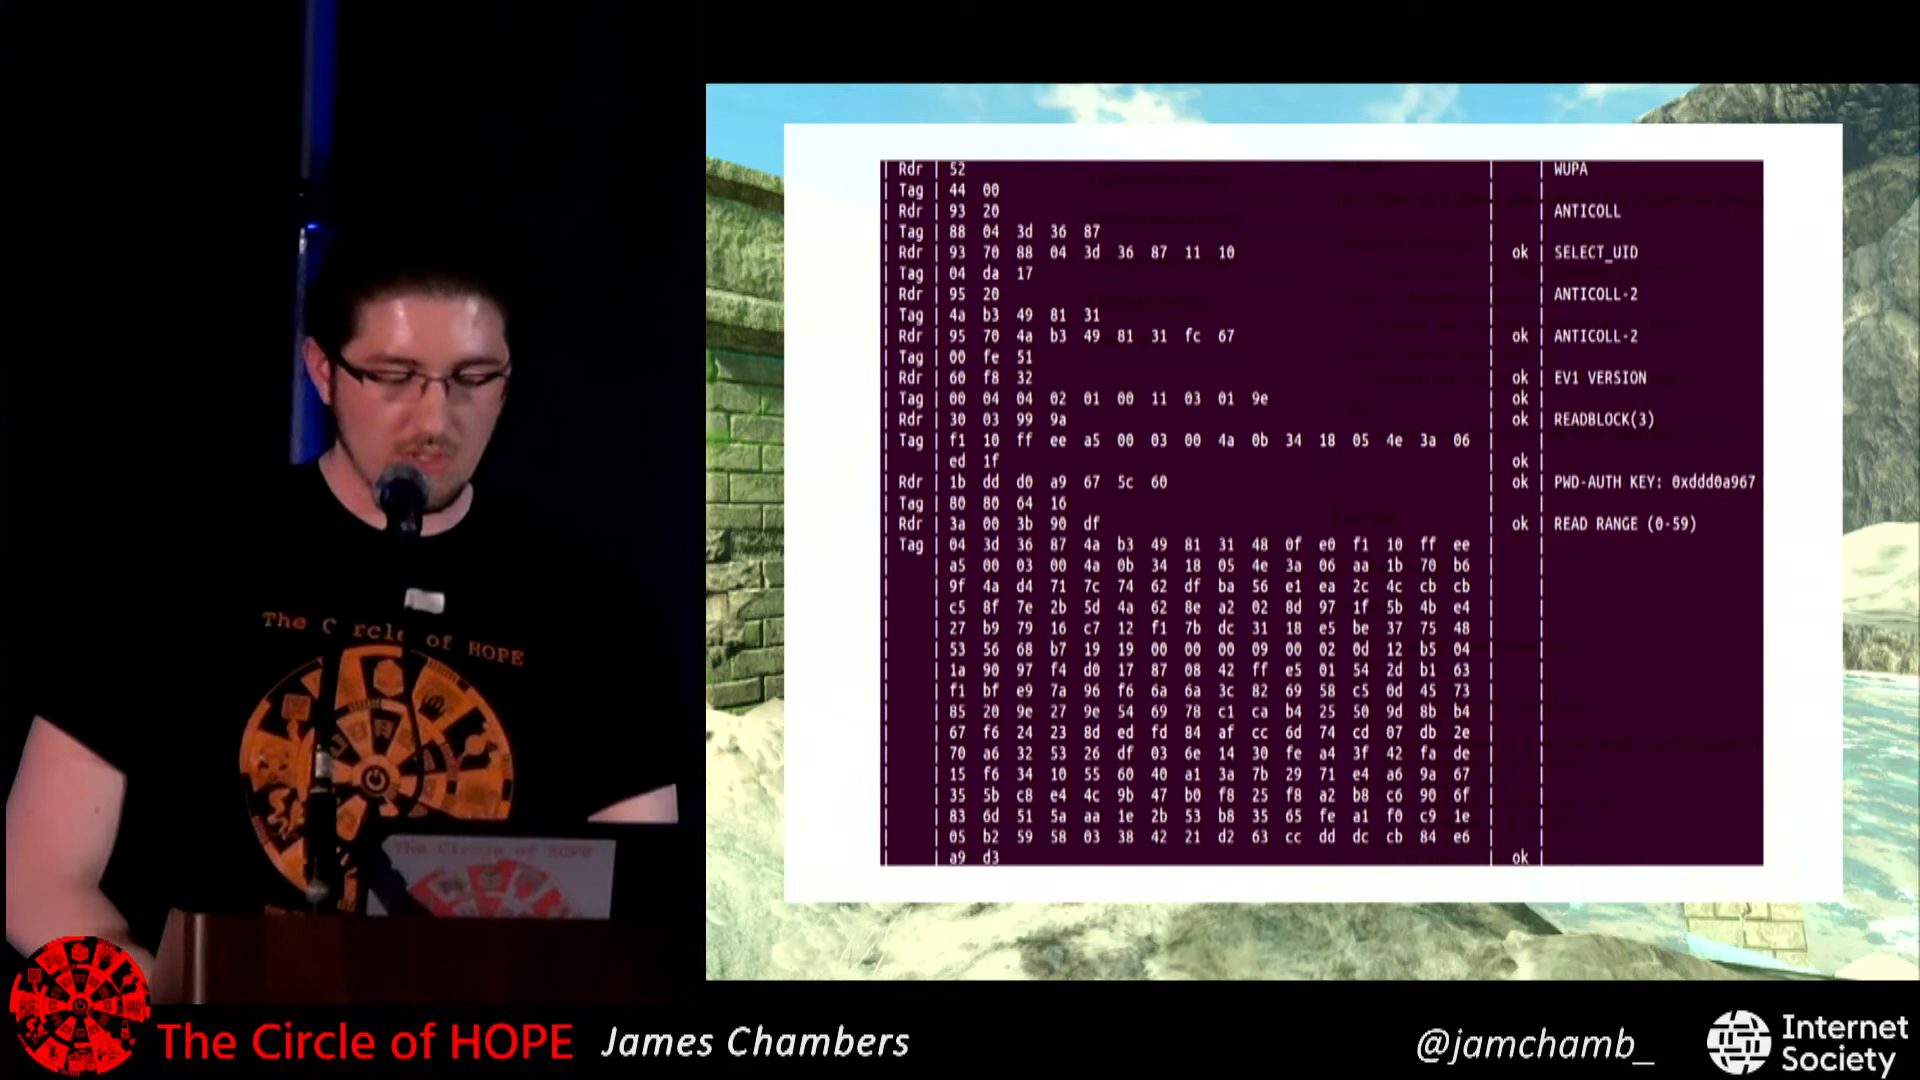 Rdr | 52 | | WUPA
Tag | 44 00
Rdr | 93 20 | | ANTICOLL
Tag | 88 04 3d 36 87
Rdr | 93 70 88 04 3d 36 87 11 10 | ok | SELECT_UID
Tag | 04 da 17
Rdr | 95 20 | | ANTICOLL-2
Tag | 4a b3 49 81 31
Rdr | 95 70 4a b3 49 81 31 fc 67 | ok | ANTICOLL-2
Tag | 00 fe 51
Rdr | 60 f8 32 | ok | EV1 VERSION
Tag | 00 04 04 02 01 00 11 03 01 9e | ok |
Rdr | 30 03 99 9a | ok | READBLOCK(3)
Tag | f1 10 ff ee a5 00 03 00 4a 0b 34 18 05 4e 3a 06
ed 1f | ok |
Rdr | 1b dd d0 a9 67 5c 60 | ok | PWD-AUTH KEY: 0xddd0a967
Tag | 80 80 64 16
Rdr | 3a 00 3b 90 df | ok | READ RANGE (0-59)
Tag | 04 3d 36 87 4a b3 49 81 31 48 0f e0 f1 10 ff ee
a5 00 03 00 4a 0b 34 18 05 4e 3a 06 aa 1b 70 b6
9f 4a d4 71 7c 74 62 df ba 56 e1 ea 2c 4c cb cb
c5 8f 7e 2b 5d 4a 62 8e a2 02 8d 97 1f 5b 4b e4
27 b9 79 16 c7 12 f1 7b dc 31 18 e5 be 37 75 48
53 56 68 b7 19 19 00 00 00 09 00 02 0d 12 b5 04
1a 90 97 f4 d0 17 87 08 42 ff e5 01 54 2d b1 63
f1 bf e9 7a 96 f6 6a 6a 3c 82 69 58 c5 0d 45 73
85 20 9e 27 9e 54 69 78 c1 ca b4 25 50 9d 8b b4
67 f6 24 23 8d ed fd 84 af cc 6d 74 cd 07 db 2e
70 a6 32 53 26 df 03 6e 14 30 fe a4 3f 42 fa de
15 f6 34 10 55 60 40 a1 3a 7b 29 71 e4 a6 9a 67
35 5b c8 e4 4c 9b 47 b0 f8 25 f8 a2 b8 c6 90 6f
83 6d 51 5a aa 1e 2b 53 b8 35 65 fe a1 f0 c9 1e
05 b2 59 58 03 38 42 21 d2 63 cc dd dc cb 84 e6
a9 d3 | ok |
The Circle of HOPE
The Circle of HOPE
The Circle of HOPE James Chambers
@jamchamb_
Internet
Society